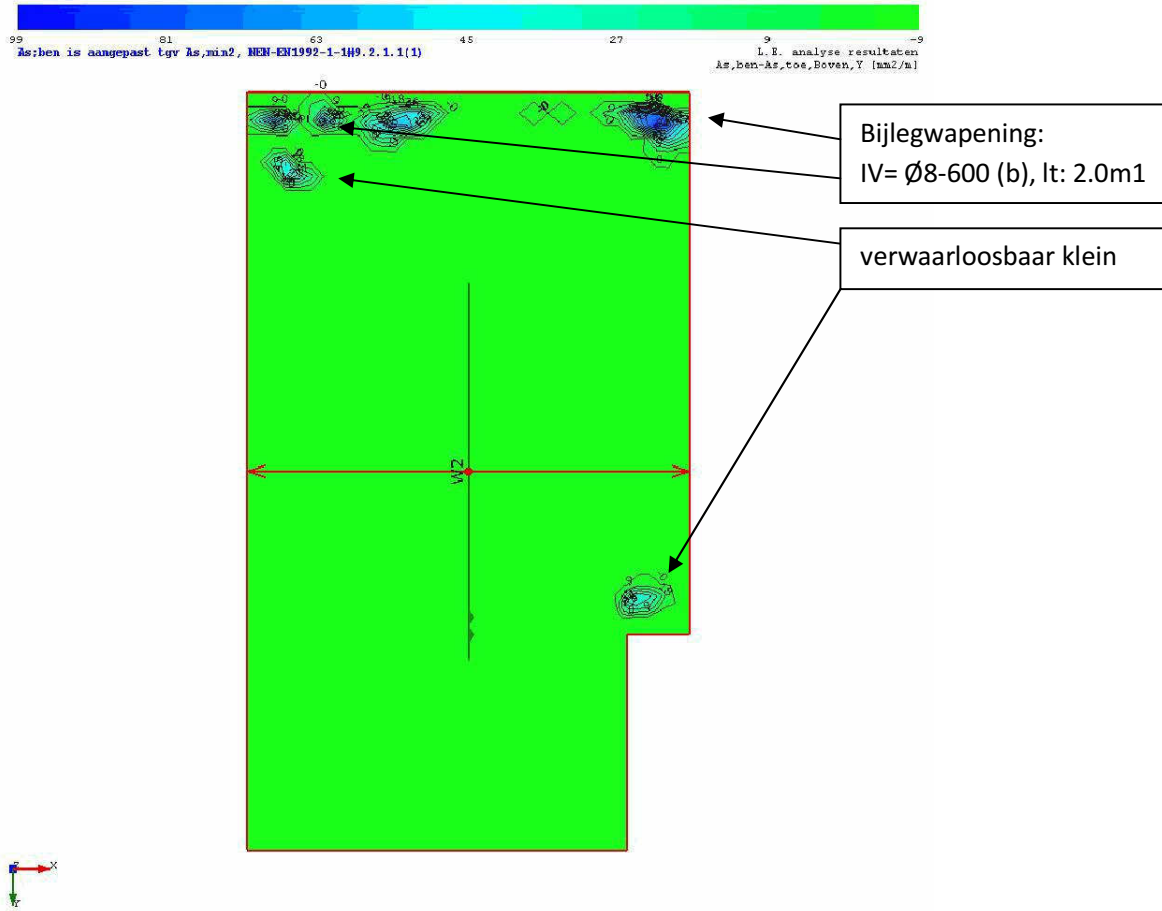 99 81 63 45 27 9 -9
As;ben is aangepast tgv As,min2, NEN-EN1992-1-1#9.2.1.1(1)
L.E. analyse resultaten
As,ben-As,toe,Boven,Y [mm2/m]
-0
Bijlegwapening:
IV= Ø8-600 (b), lt: 2.0m1
verwaarloosbaar klein
W2
Z
X
Y